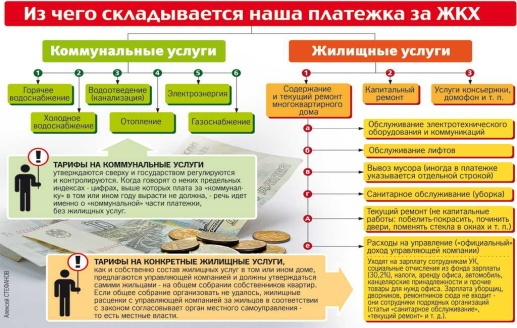 Из чего складывается наша платежка за ЖКХ
Коммунальные услуги
1
2
3
4
5
6
Горячее
водоснабжение
Водоотведение
(канализация)
Электроэнергия
Холодное
водоснабжение
Отопление
Газоснабжение
ТАРИФЫ НА КОММУНАЛЬНЫЕ УСЛУГИ
утверждаются сверху и государством регулируются
и контролируются. Когда говорят о неких предельных
индексах - цифрах, выше которых плата за "коммунал-
ку" в том или ином году вырасти не должна, - речь идет
именно о «коммунальной» части платежки,
без жилищных услуг.
Жилищные услуги
1
2
3
Содержание
и текущий ремонт
многоквартирного
дома
Капитальный
ремонт
Услуги консьержки,
домофон и т. п.
а
Обслуживание электротехнического
оборудования и коммуникаций
б
Обслуживание лифтов
в
Вывоз мусора (иногда в платежке
указывается отдельной строкой)
г
Санитарное обслуживание (уборка)
д
Текущий ремонт (не капитальные
работы: побелить-покрасить, починить
двери, поменять стекла в окнах и т. п.)
е
Расходы на управление («официальный»
доход управляющей компании)
Уходят на зарплату сотрудникам УК,
социальные отчисления из фонда зарплаты
(30,2%), налоги, аренду офиса, автомобиль,
канцелярские принадлежности и прочие
товары для нужд офиса. Зарплата уборщиц,
дворников, ремонтников сюда не входит -
они сотрудники подрядных организаций
(статьи «санитарное обслуживание»,
«текущий ремонт» и т. д.).
ТАРИФЫ НА КОНКРЕТНЫЕ ЖИЛИЩНЫЕ УСЛУГИ,
как и собственно состав жилищных услуг в том или ином доме,
предлагаются управляющей компанией и должны утверждаться
самими жильцами - на общем собрании собственников квартир.
Если общее собрание организовать не удалось, жилищные
расценки с управляющей компанией за жильцов в соответствии
с законом согласовывает орган местного самоуправления -
то есть местные власти.
Алексей СТЕФАНОВ